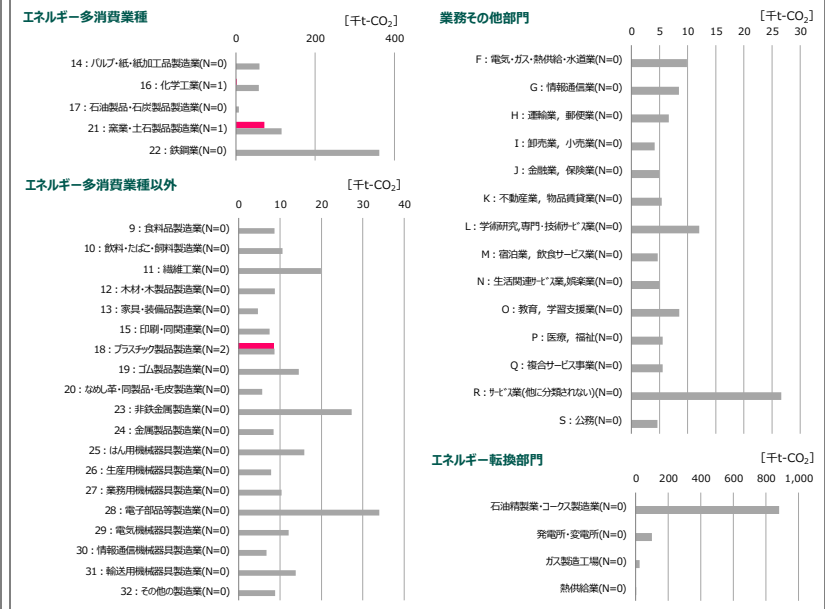 エネルギー多消費業種
[千t-CO₂]
0 200 400
14：パルプ・紙・紙加工品製造業(N=0)
16：化学工業(N=1)
17：石油製品・石炭製品製造業(N=0)
21：窯業・土石製品製造業(N=1)
22：鉄鋼業(N=0)
エネルギー多消費業種以外
[千t-CO₂]
0 10 20 30 40
9：食料品製造業(N=0)
10：飲料・たばこ・飼料製造業(N=0)
11：繊維工業(N=0)
12：木材・木製品製造業(N=0)
13：家具・装備品製造業(N=0)
15：印刷・同関連業(N=0)
18：プラスチック製品製造業(N=2)
19：ゴム製品製造業(N=0)
20：なめし革・同製品・毛皮製造業(N=0)
23：非鉄金属製造業(N=0)
24：金属製品製造業(N=0)
25：はん用機械器具製造業(N=0)
26：生産用機械器具製造業(N=0)
27：業務用機械器具製造業(N=0)
28：電子部品等製造業(N=0)
29：電気機械器具製造業(N=0)
30：情報通信機械器具製造業(N=0)
31：輸送用機械器具製造業(N=0)
32：その他の製造業(N=0)
業務その他部門
[千t-CO₂]
0 5 10 15 20 25 30
F：電気・ガス・熱供給・水道業(N=0)
G：情報通信業(N=0)
H：運輸業，郵便業(N=0)
I：卸売業，小売業(N=0)
J：金融業，保険業(N=0)
K：不動産業，物品賃貸業(N=0)
L：学術研究,専門・技術ｻｰﾋﾞｽ業(N=0)
M：宿泊業，飲食サービス業(N=0)
N：生活関連ｻｰﾋﾞｽ業,娯楽業(N=0)
O：教育，学習支援業(N=0)
P：医療，福祉(N=0)
Q：複合サービス事業(N=0)
R：ｻｰﾋﾞｽ業(他に分類されない)(N=0)
S：公務(N=0)
エネルギー転換部門
[千t-CO₂]
0 200 400 600 800 1,000
石油精製業・コークス製造業(N=0)
発電所・変電所(N=0)
ガス製造工場(N=0)
熱供給業(N=0)